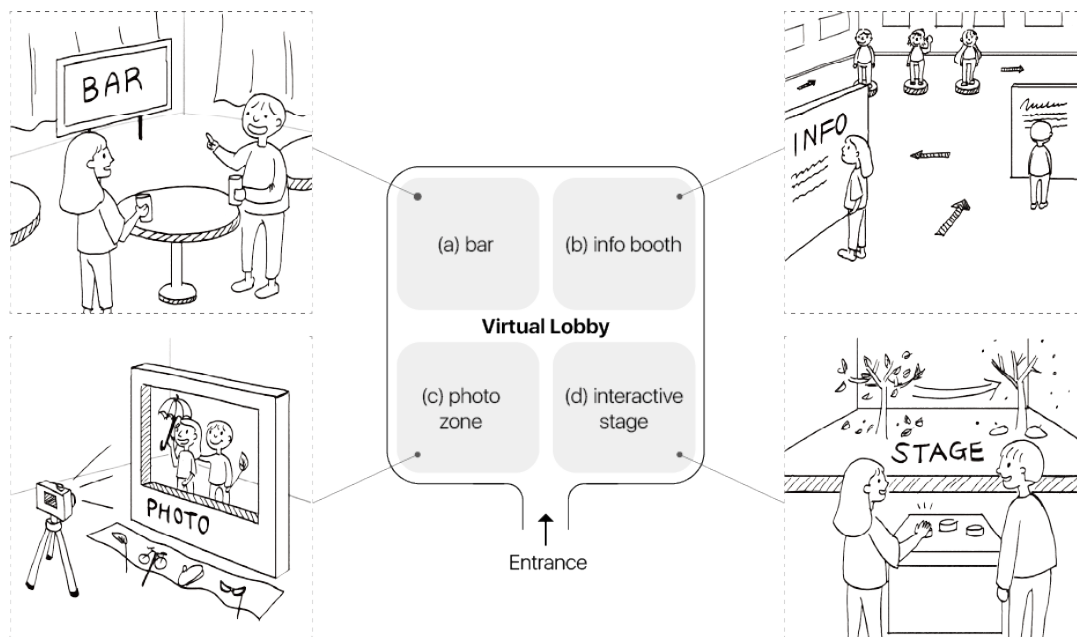 BAR
INFO
(a) bar
(b) info booth
Virtual Lobby
(c) photo
zone
(d) interactive
stage
PHOTO
STAGE
Entrance